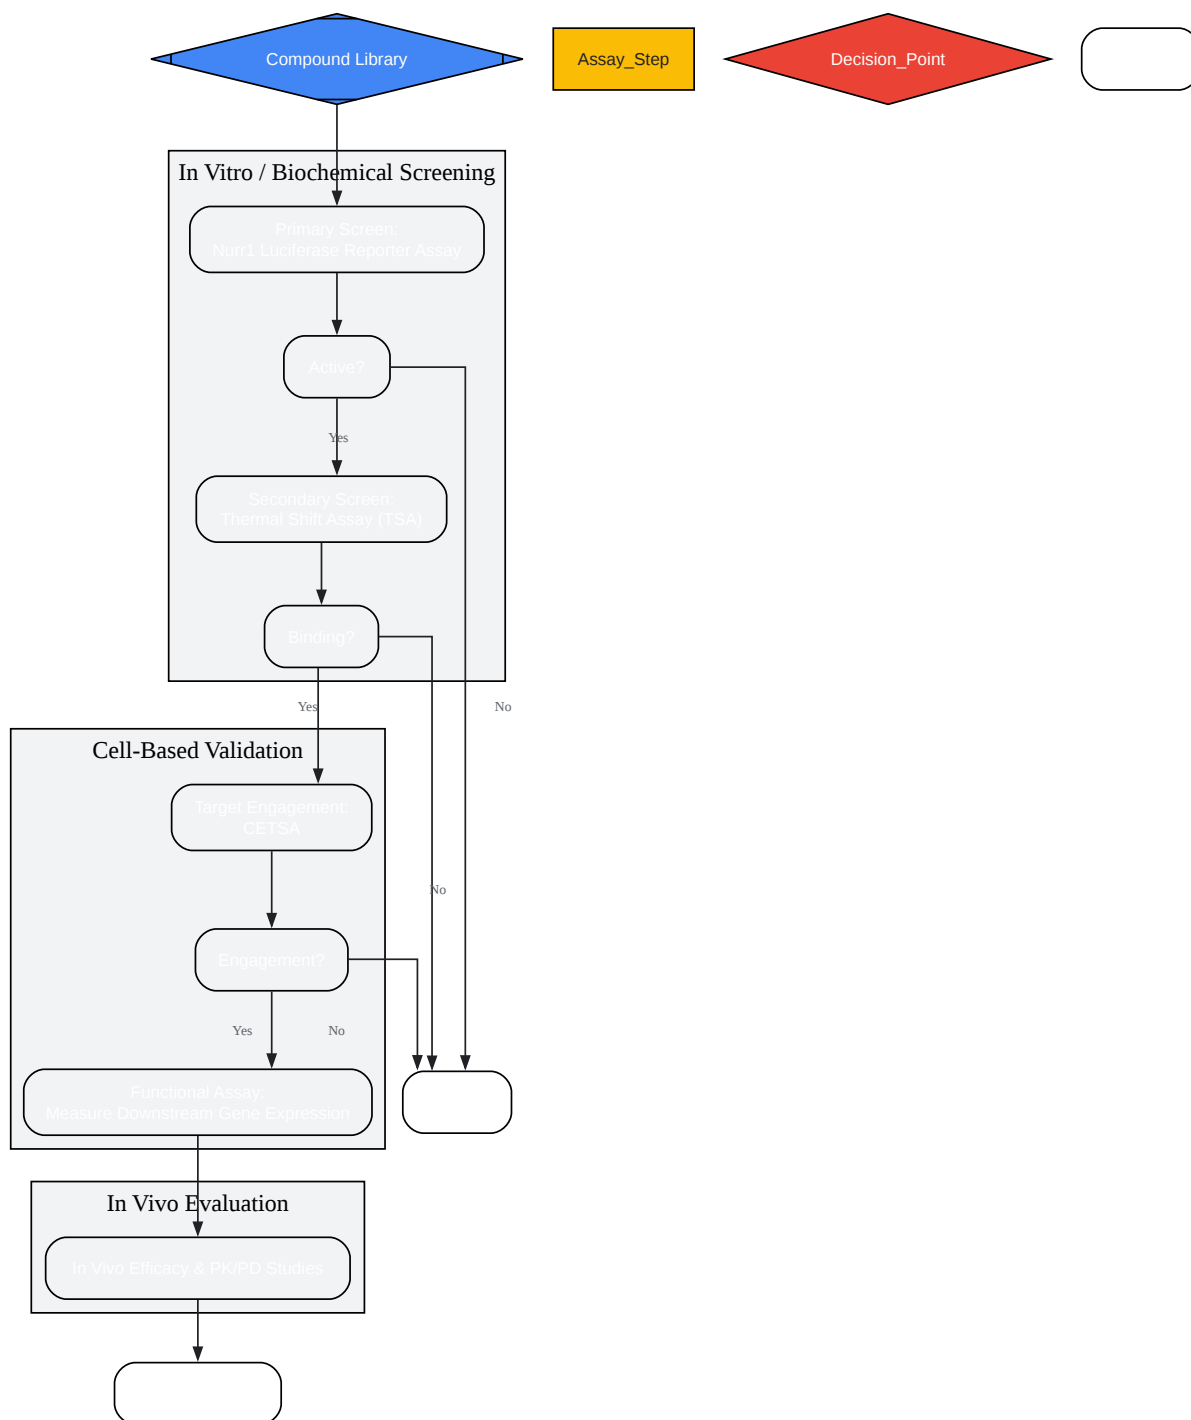 Compound Library
Assay_Step
Decision_Point
In Vitro / Biochemical Screening
Primary Screen:
Nurr1 Luciferase Reporter Assay
Active?
Yes
Secondary Screen:
Thermal Shift Assay (TSA)
Binding?
Yes
No
Cell-Based Validation
Target Engagement:
CETSA
No
Engagement?
Yes
No
Functional Assay:
Measure Downstream Gene Expression
In Vivo Evaluation
In Vivo Efficacy & PK/PD Studies